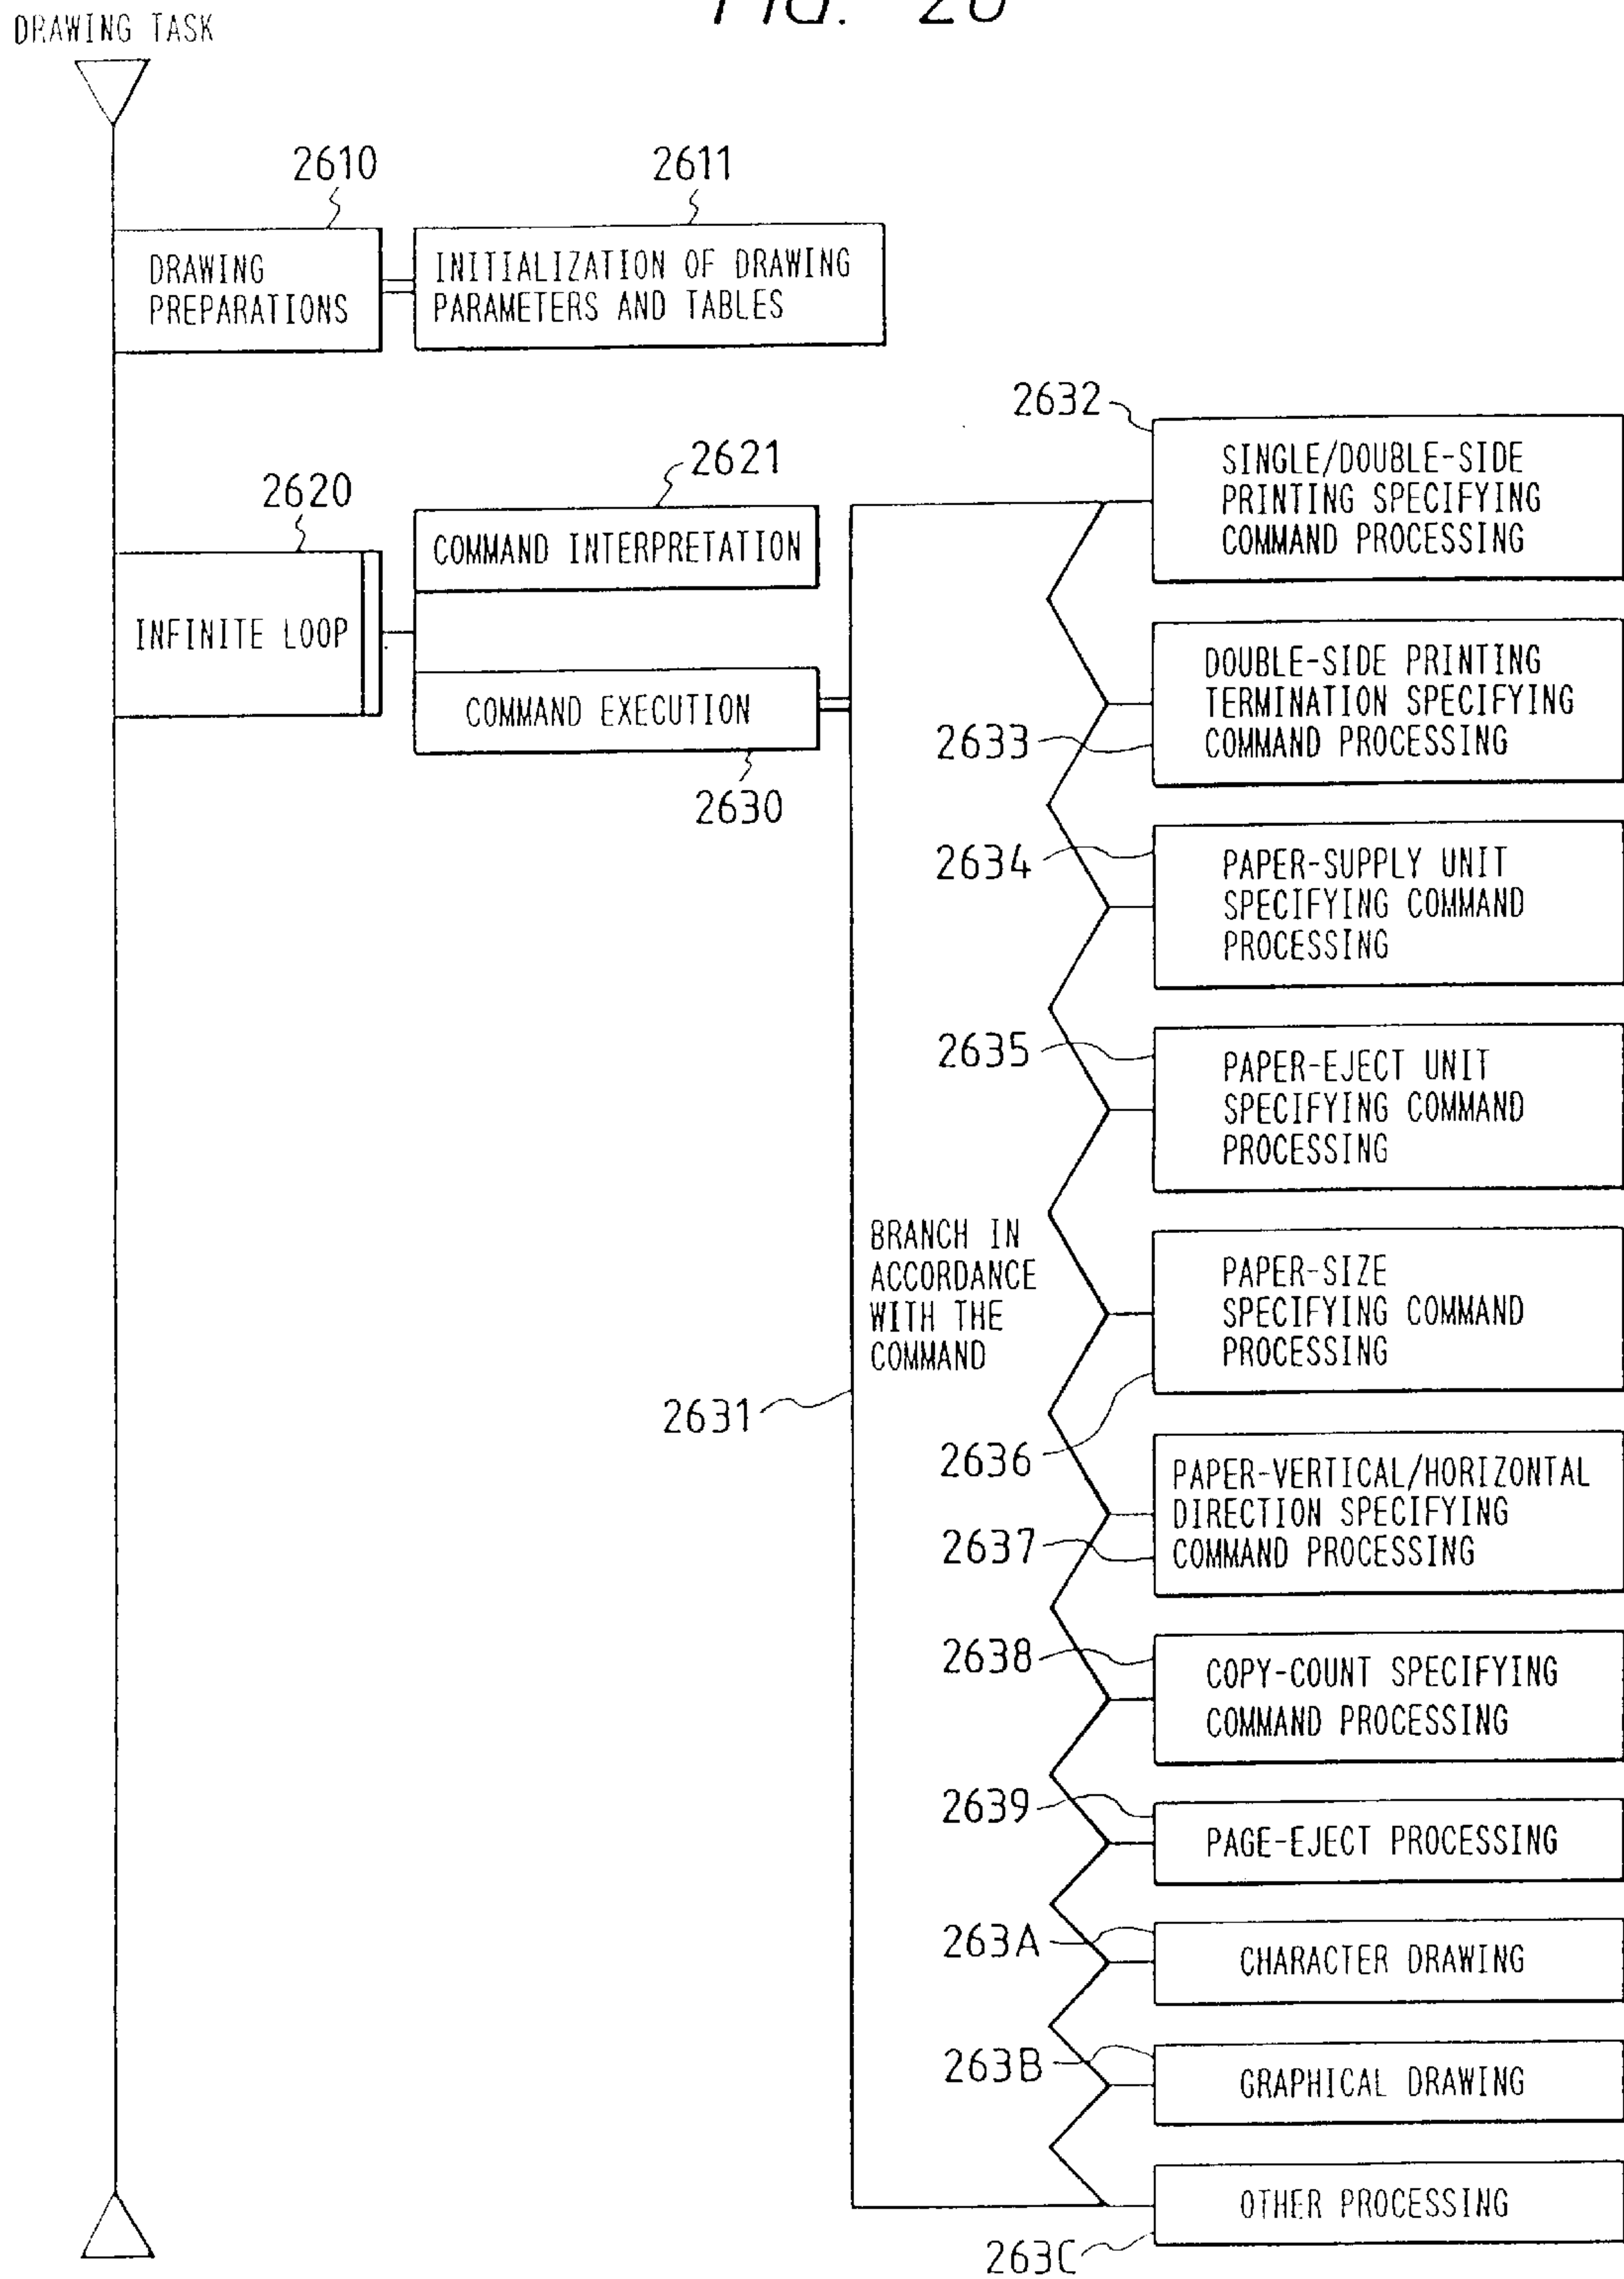 FIG. 26
DRAWING TASK
2610
2611
DRAWING
PREPARATIONS
INITIALIZATION OF DRAWING
PARAMETERS AND TABLES
2620
INFINITE LOOP
2621
COMMAND INTERPRETATION
COMMAND EXECUTION
2630
2631
BRANCH IN
ACCORDANCE
WITH THE
COMMAND
2632
SINGLE/DOUBLE-SIDE
PRINTING SPECIFYING
COMMAND PROCESSING
2633
DOUBLE-SIDE PRINTING
TERMINATION SPECIFYING
COMMAND PROCESSING
2634
PAPER-SUPPLY UNIT
SPECIFYING COMMAND
PROCESSING
2635
PAPER-EJECT UNIT
SPECIFYING COMMAND
PROCESSING
2636
PAPER-SIZE
SPECIFYING COMMAND
PROCESSING
2637
PAPER-VERTICAL/HORIZONTAL
DIRECTION SPECIFYING
COMMAND PROCESSING
2638
COPY-COUNT SPECIFYING
COMMAND PROCESSING
2639
PAGE-EJECT PROCESSING
263A
CHARACTER DRAWING
263B
GRAPHICAL DRAWING
263C
OTHER PROCESSING